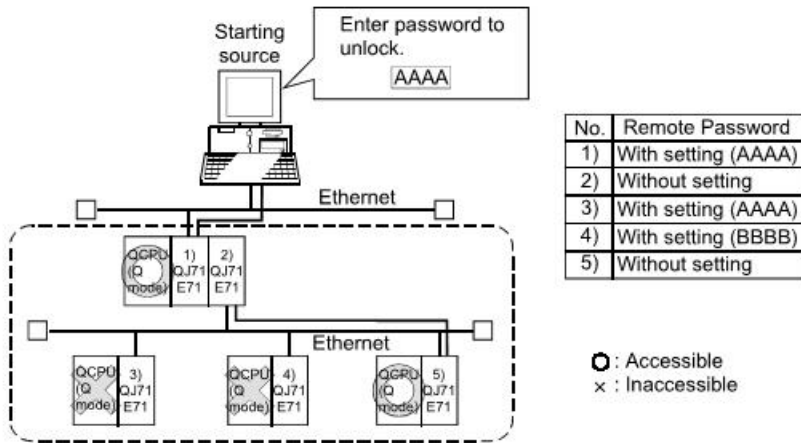 Starting
source
Enter password to
unlock.
AAAA
Ethernet
No. Remote Password
1) With setting (AAAA)
2) Without setting
3) With setting (AAAA)
4) With setting (BBBB)
5) Without setting
QCPU
(Q
mode)
1)
QJ71
E71
2)
QJ71
E71
Ethernet
QCPU
(Q
mode)
3)
QJ71
E71
QCPU
(Q
mode)
4)
QJ71
E71
QCPU
(Q
mode)
5)
QJ71
E71
O : Accessible
× : Inaccessible